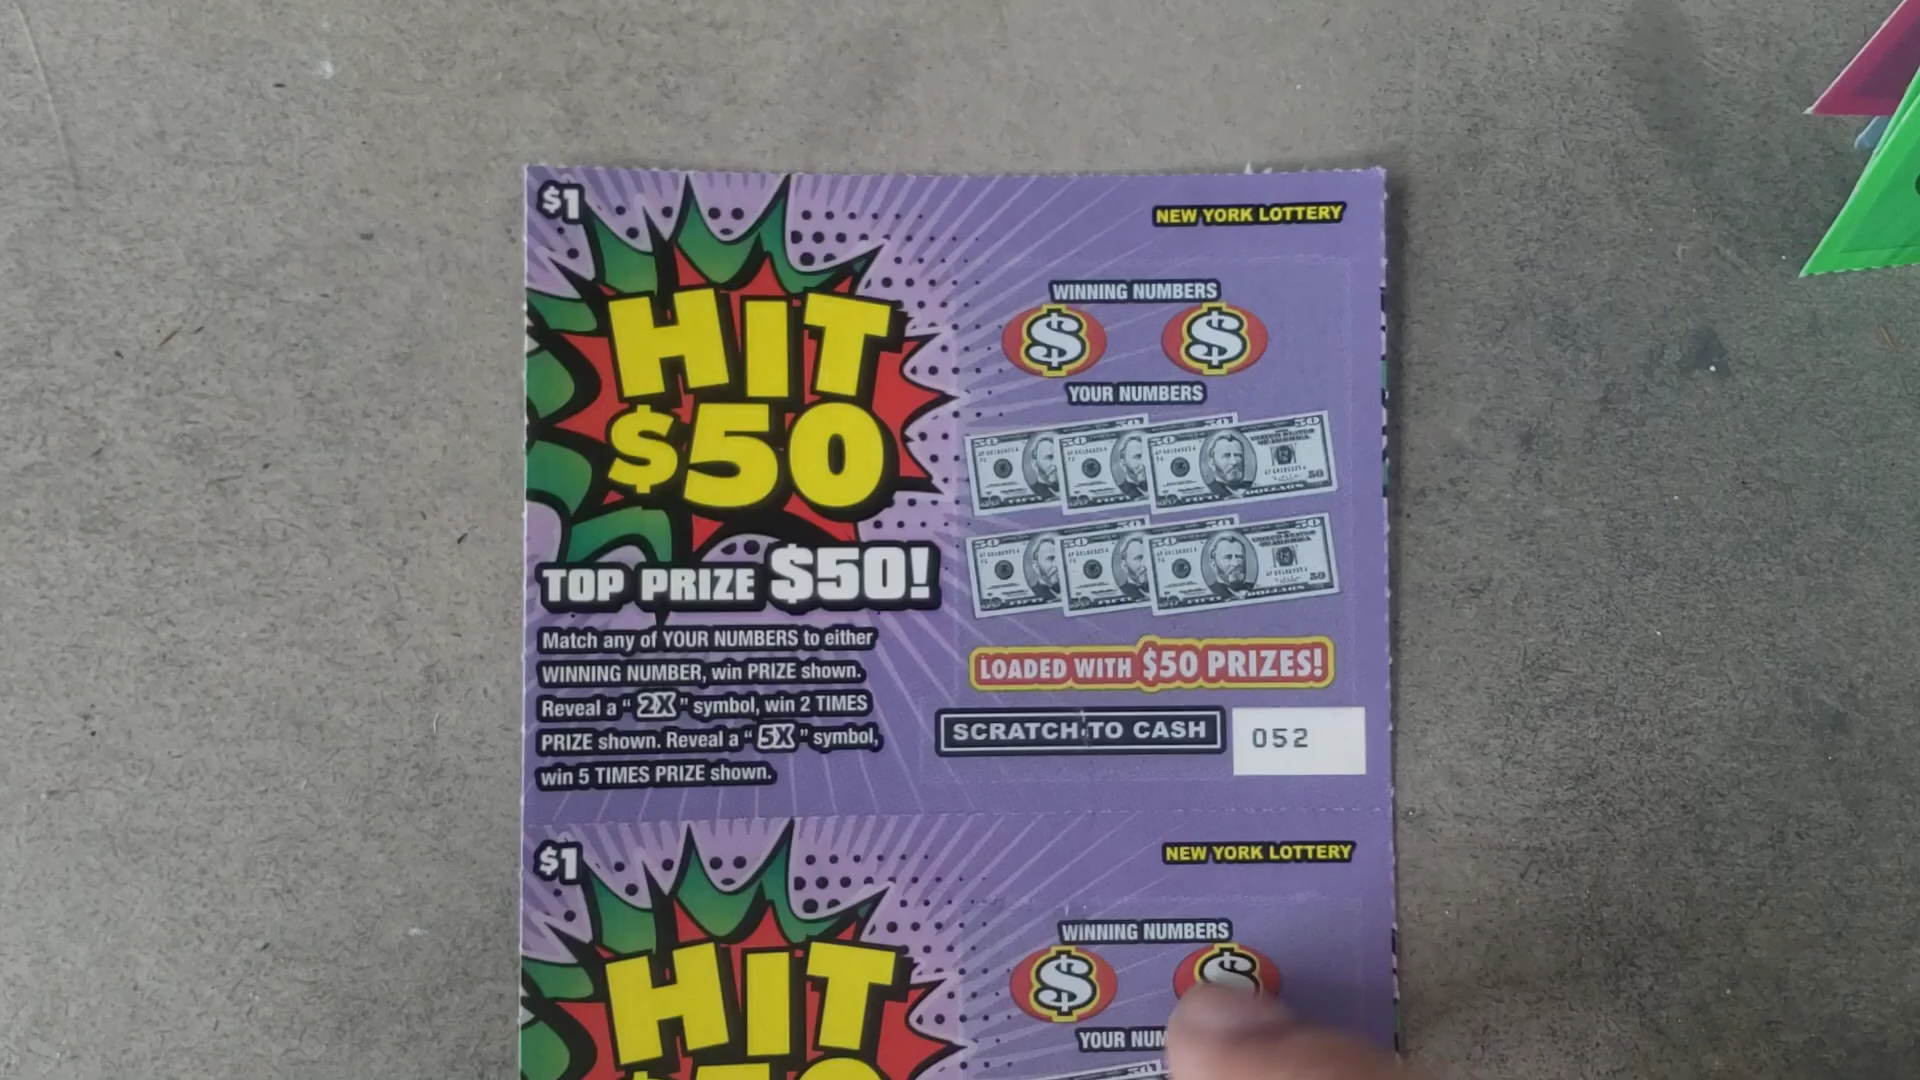 $1
NEW YORK LOTTERY
HIT
$50
TOP PRIZE $50!
Match any of YOUR NUMBERS to either
WINNING NUMBER, win PRIZE shown.
Reveal a “ 2X ” symbol, win 2 TIMES
PRIZE shown. Reveal a “ 5X ” symbol,
win 5 TIMES PRIZE shown.
WINNING NUMBERS
$ $
YOUR NUMBERS
LOADED WITH $50 PRIZES!
SCRATCH TO CASH
052
$1
NEW YORK LOTTERY
HIT
WINNING NUMBERS
$ $
YOUR NUM